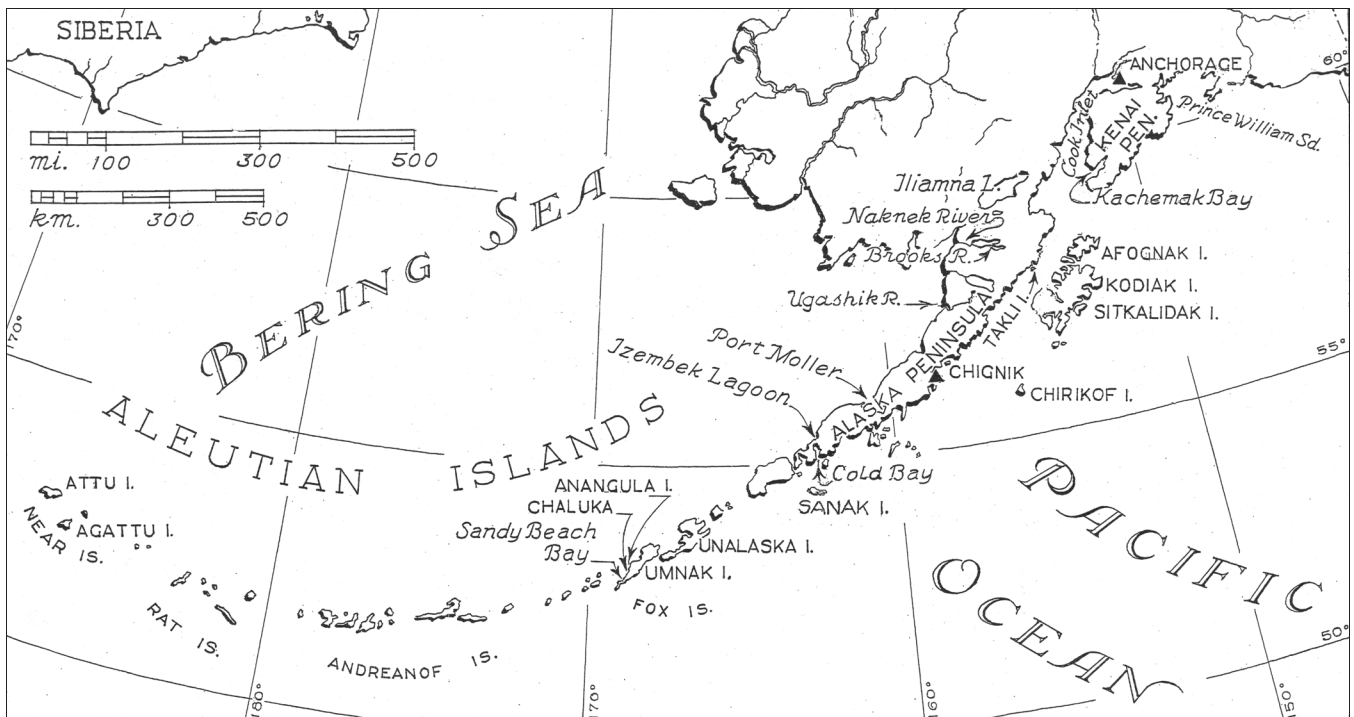 SIBERIA
ANCHORAGE
60°
mi. 100 300 500
km. 300 500
Cook Inlet
KENAI
PEN.
Prince William Sd.
Kachemak Bay
Iliamna L.
Naknek River
Brooks R.
Ugashik R.
AFOGNAK I.
KODIAK I.
SITKALIDAK I.
TAKLI I.
BERING SEA
Port Moller
Izembek Lagoon
ALASKA PENINSULA
CHIGNIK
CHIRIKOF I.
55°
170°
ALEUTIAN ISLANDS
Cold Bay
SANAK I.
ATTU I.
AGATTU I.
NEAR IS.
ANANGULA I.
CHALUKA
Sandy Beach
Bay
UNALASKA I.
UMNAK I.
FOX IS.
RAT IS.
ANDREANOF IS.
PACIFIC
OCEAN
50°
180°
170°
160°
150°